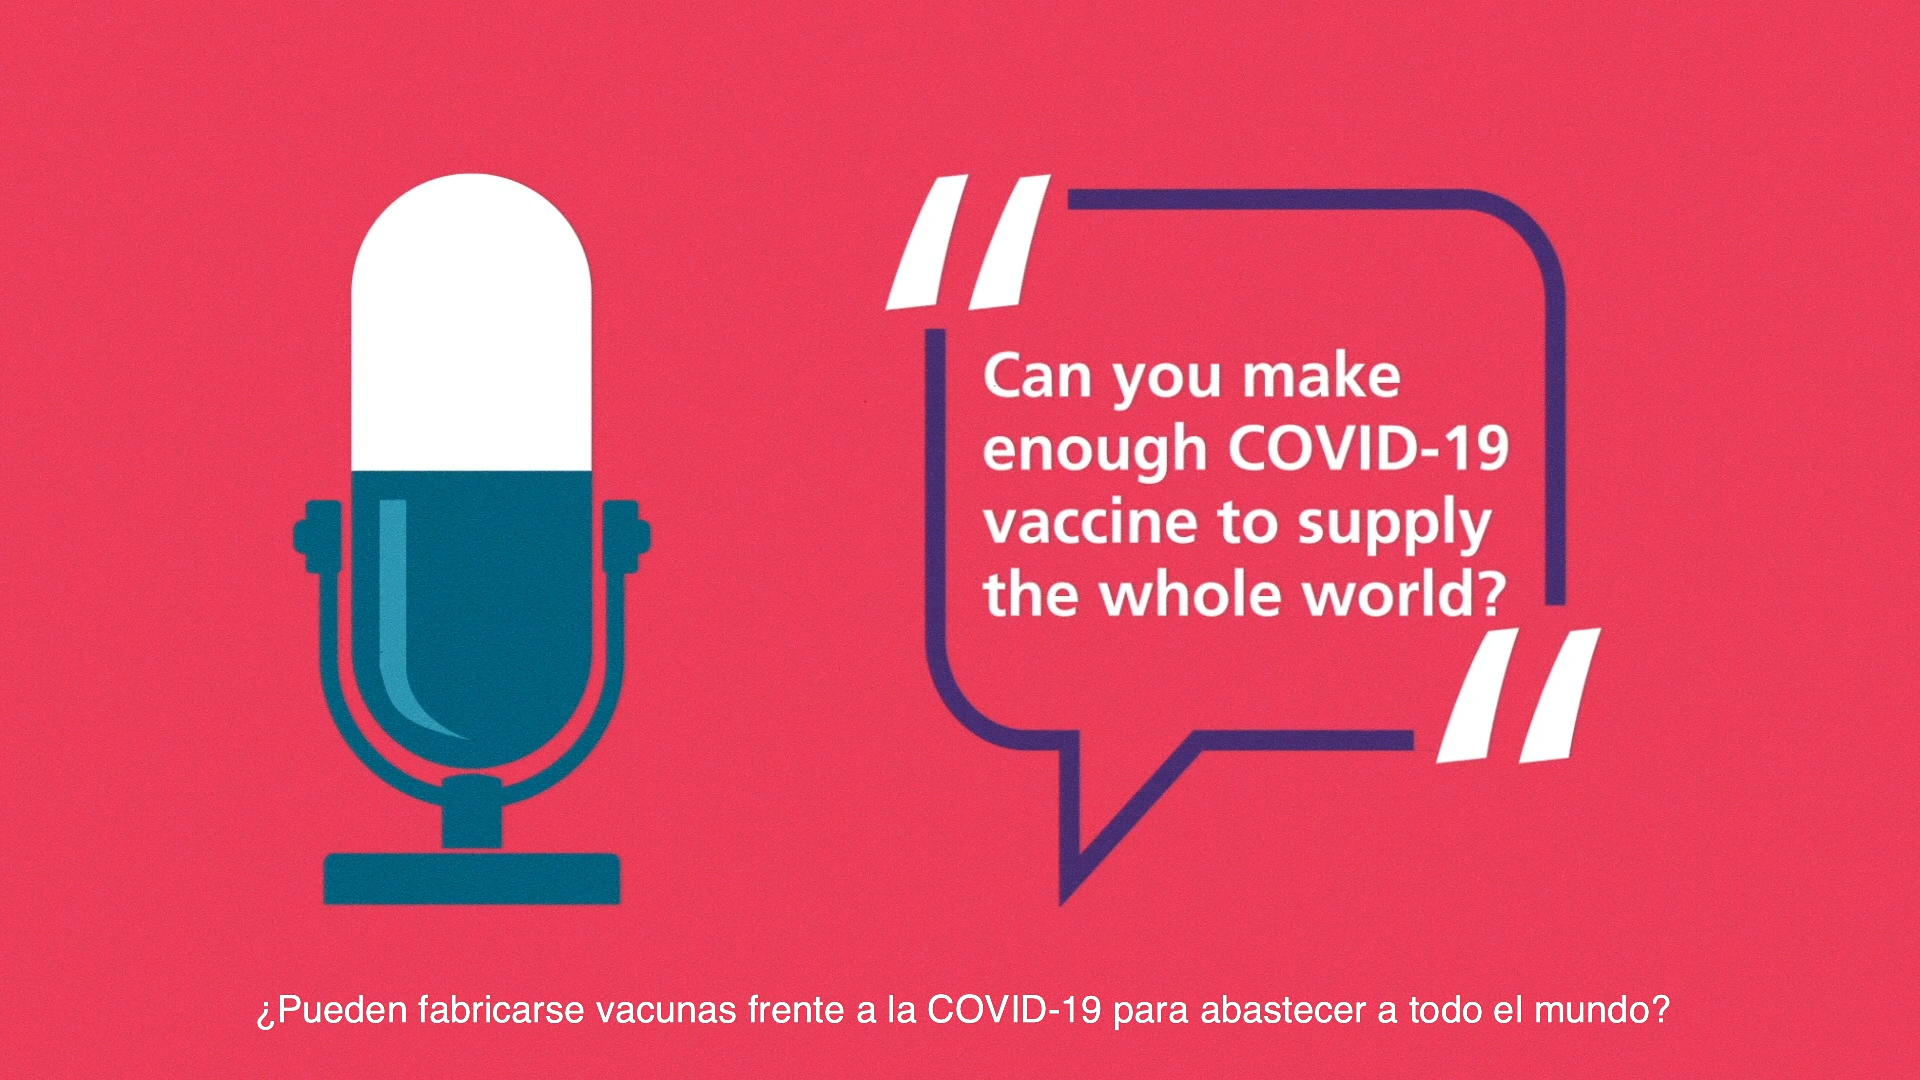 Can you make
enough COVID-19
vaccine to supply
the whole world?
¿Pueden fabricarse vacunas frente a la COVID-19 para abastecer a todo el mundo?